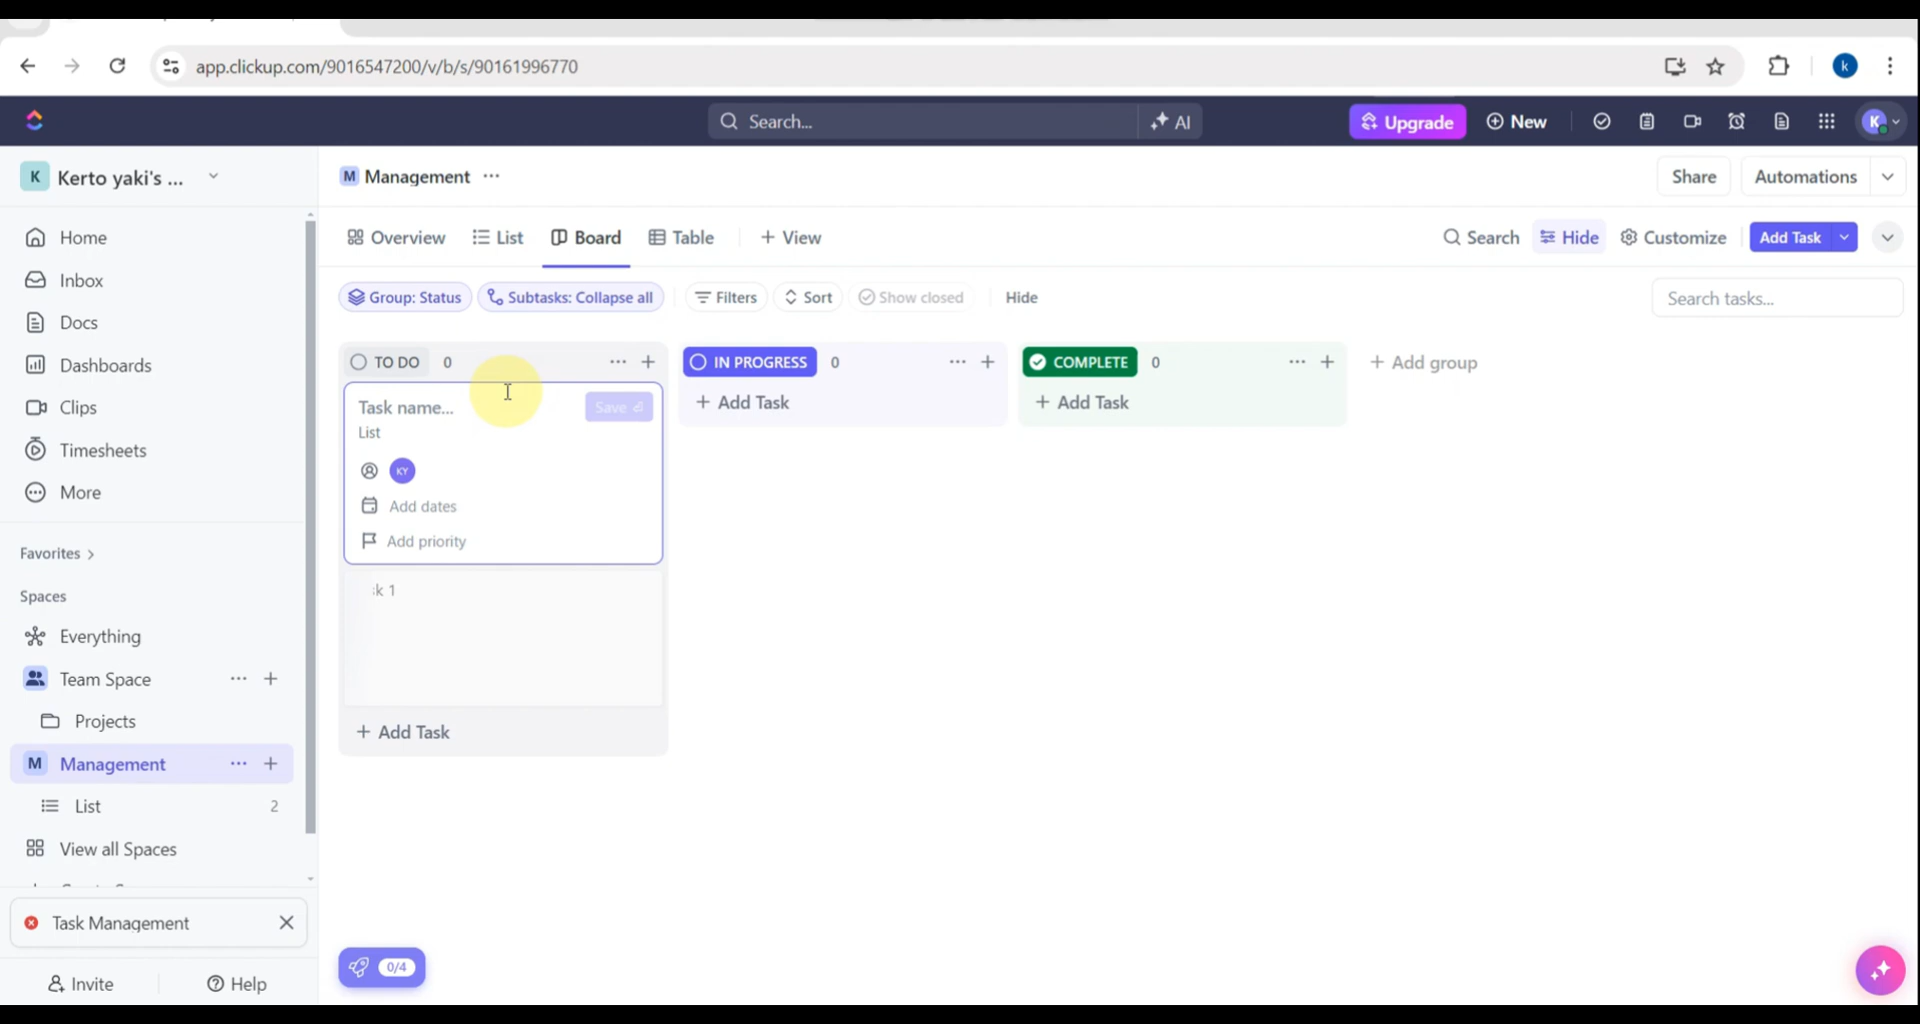 app.clickup.com/9016547200/v/b/s/90161996770
k
Search...
AI
Upgrade
New
K
K Kerto yaki's ...
M Management
Share
Automations
Home
Inbox
Docs
Dashboards
Clips
Timesheets
More
Favorites
Spaces
Everything
Team Space
Projects
M Management
List 2
View all Spaces
Task Management
Invite
Help
Overview
List
Board
Table
+ View
Search
Hide
Customize
Add Task
Group: Status
Subtasks: Collapse all
Filters
Sort
Show closed
Hide
Search tasks...
TO DO 0
Task name...
Save
List
KY
Add dates
Add priority
k 1
+ Add Task
IN PROGRESS 0
+ Add Task
COMPLETE 0
+ Add Task
+ Add group
0/4